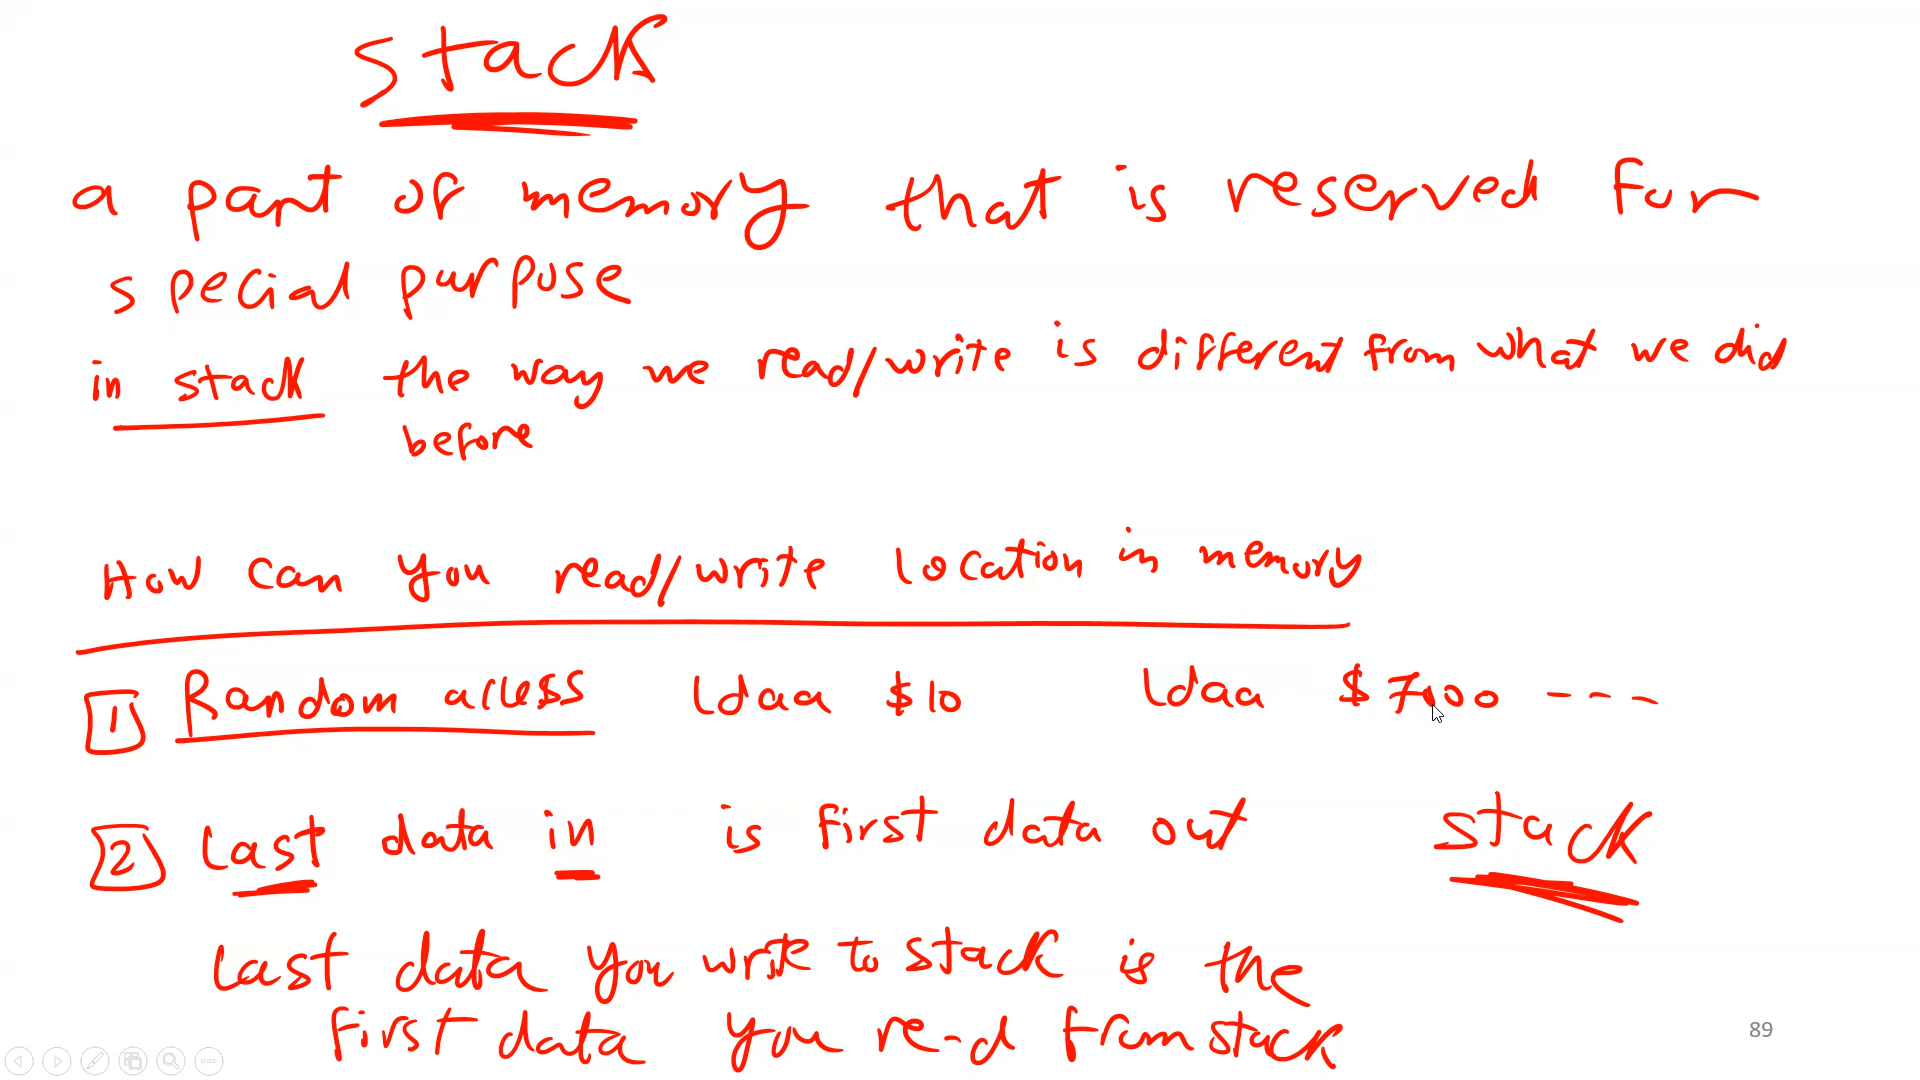 stack
a part of memory that is reserved for
special purpose
in stack the way we read/write is different from what we did
before
How can you read/write location in memory
1 Random access ldaa $10 ldaa $7000 ----
2 Last data in is first data out stack
Last data you write to stack is the
first data you read from stack
89